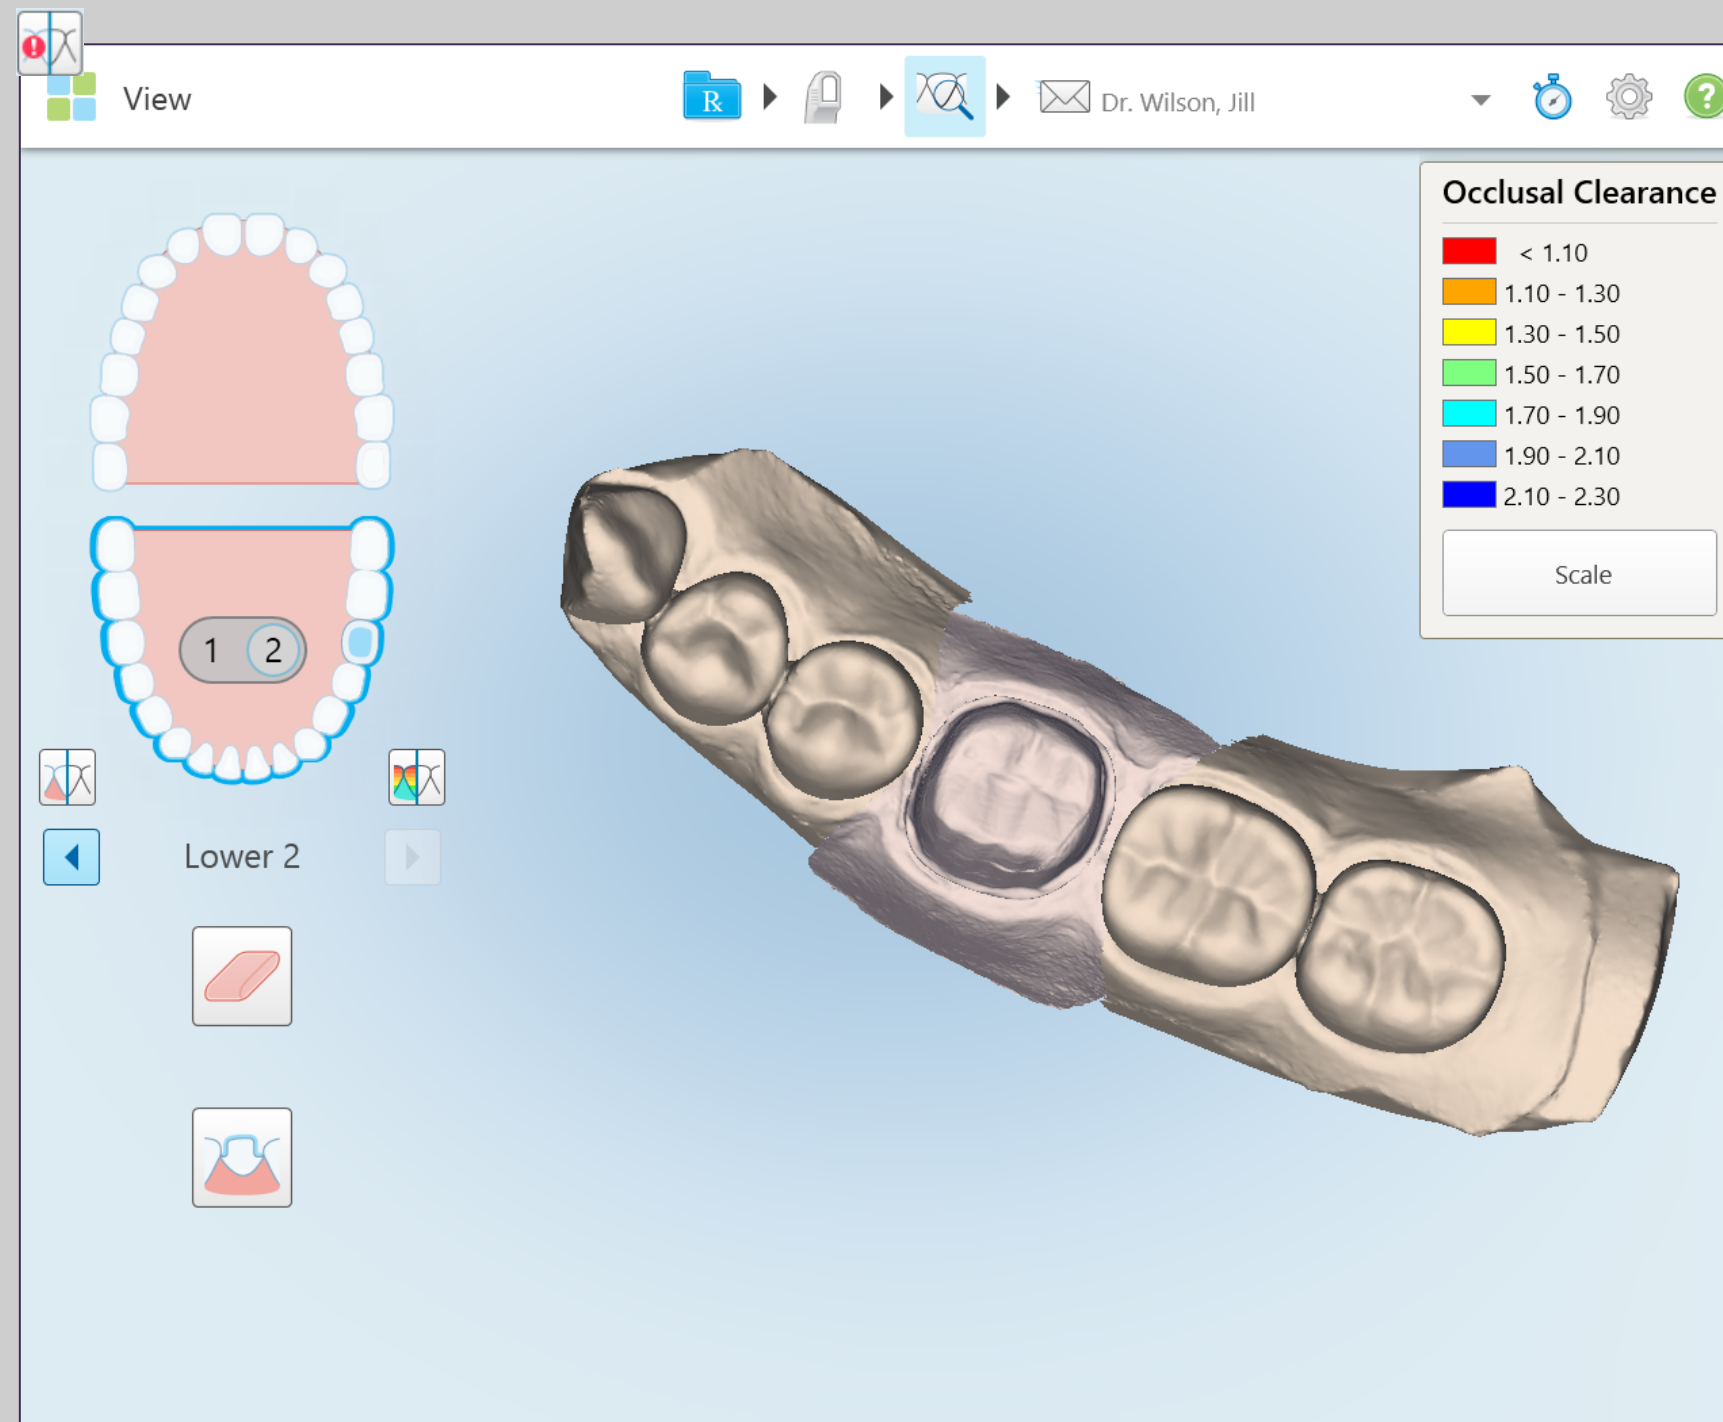 View
R
Dr. Wilson, Jill
?
Occlusal Clearance
< 1.10
1.10 - 1.30
1.30 - 1.50
1.50 - 1.70
1.70 - 1.90
1.90 - 2.10
2.10 - 2.30
Scale
1 2
Lower 2